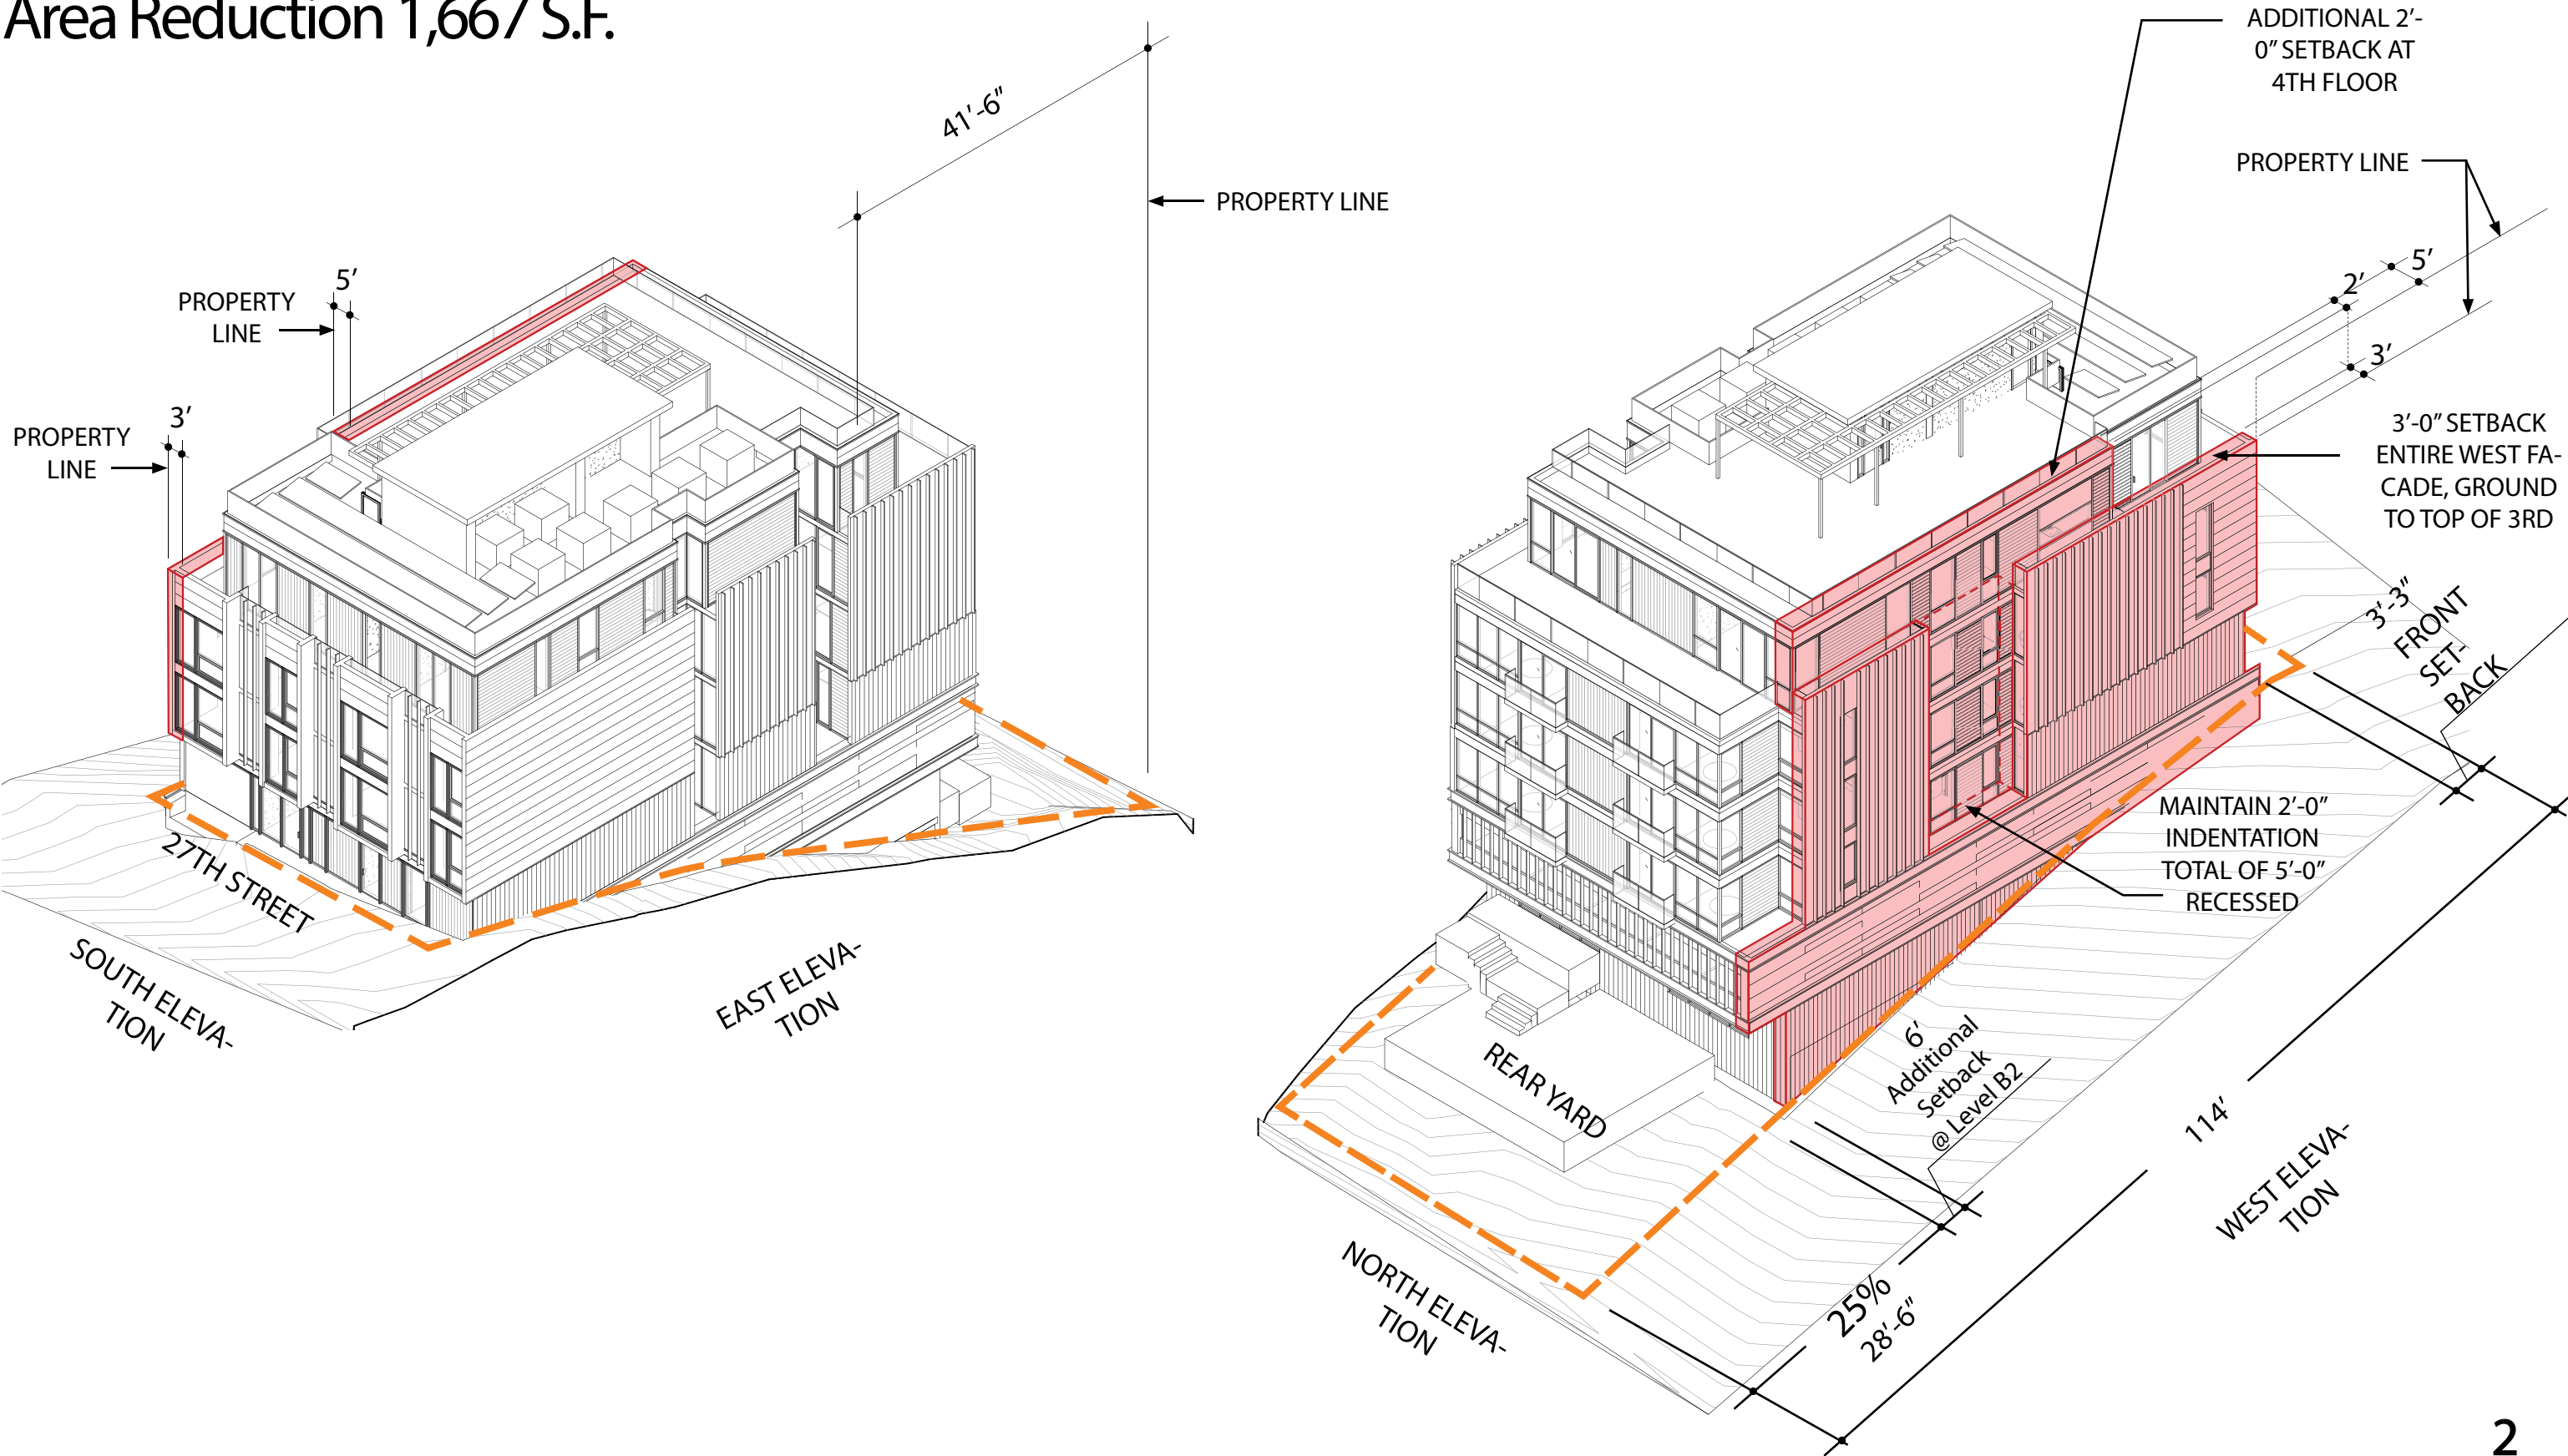 Area Reduction 1,667 S.F.
ADDITIONAL 2'-
0" SETBACK AT
4TH FLOOR
41'-6"
PROPERTY LINE
PROPERTY LINE
5'
PROPERTY
LINE
3'
PROPERTY
LINE
5'
2'
3'
3'-0" SETBACK
ENTIRE WEST FA-
CADE, GROUND
TO TOP OF 3RD
3'-3"
FRONT
SET-
BACK
MAINTAIN 2'-0"
INDENTATION
TOTAL OF 5'-0"
RECESSED
27TH STREET
SOUTH ELEVA-
TION
EAST ELEVA-
TION
REAR YARD
6'
Additional
Setback
@ Level B2
114'
WEST ELEVA-
TION
NORTH ELEVA-
TION
25%
28'-6"
2